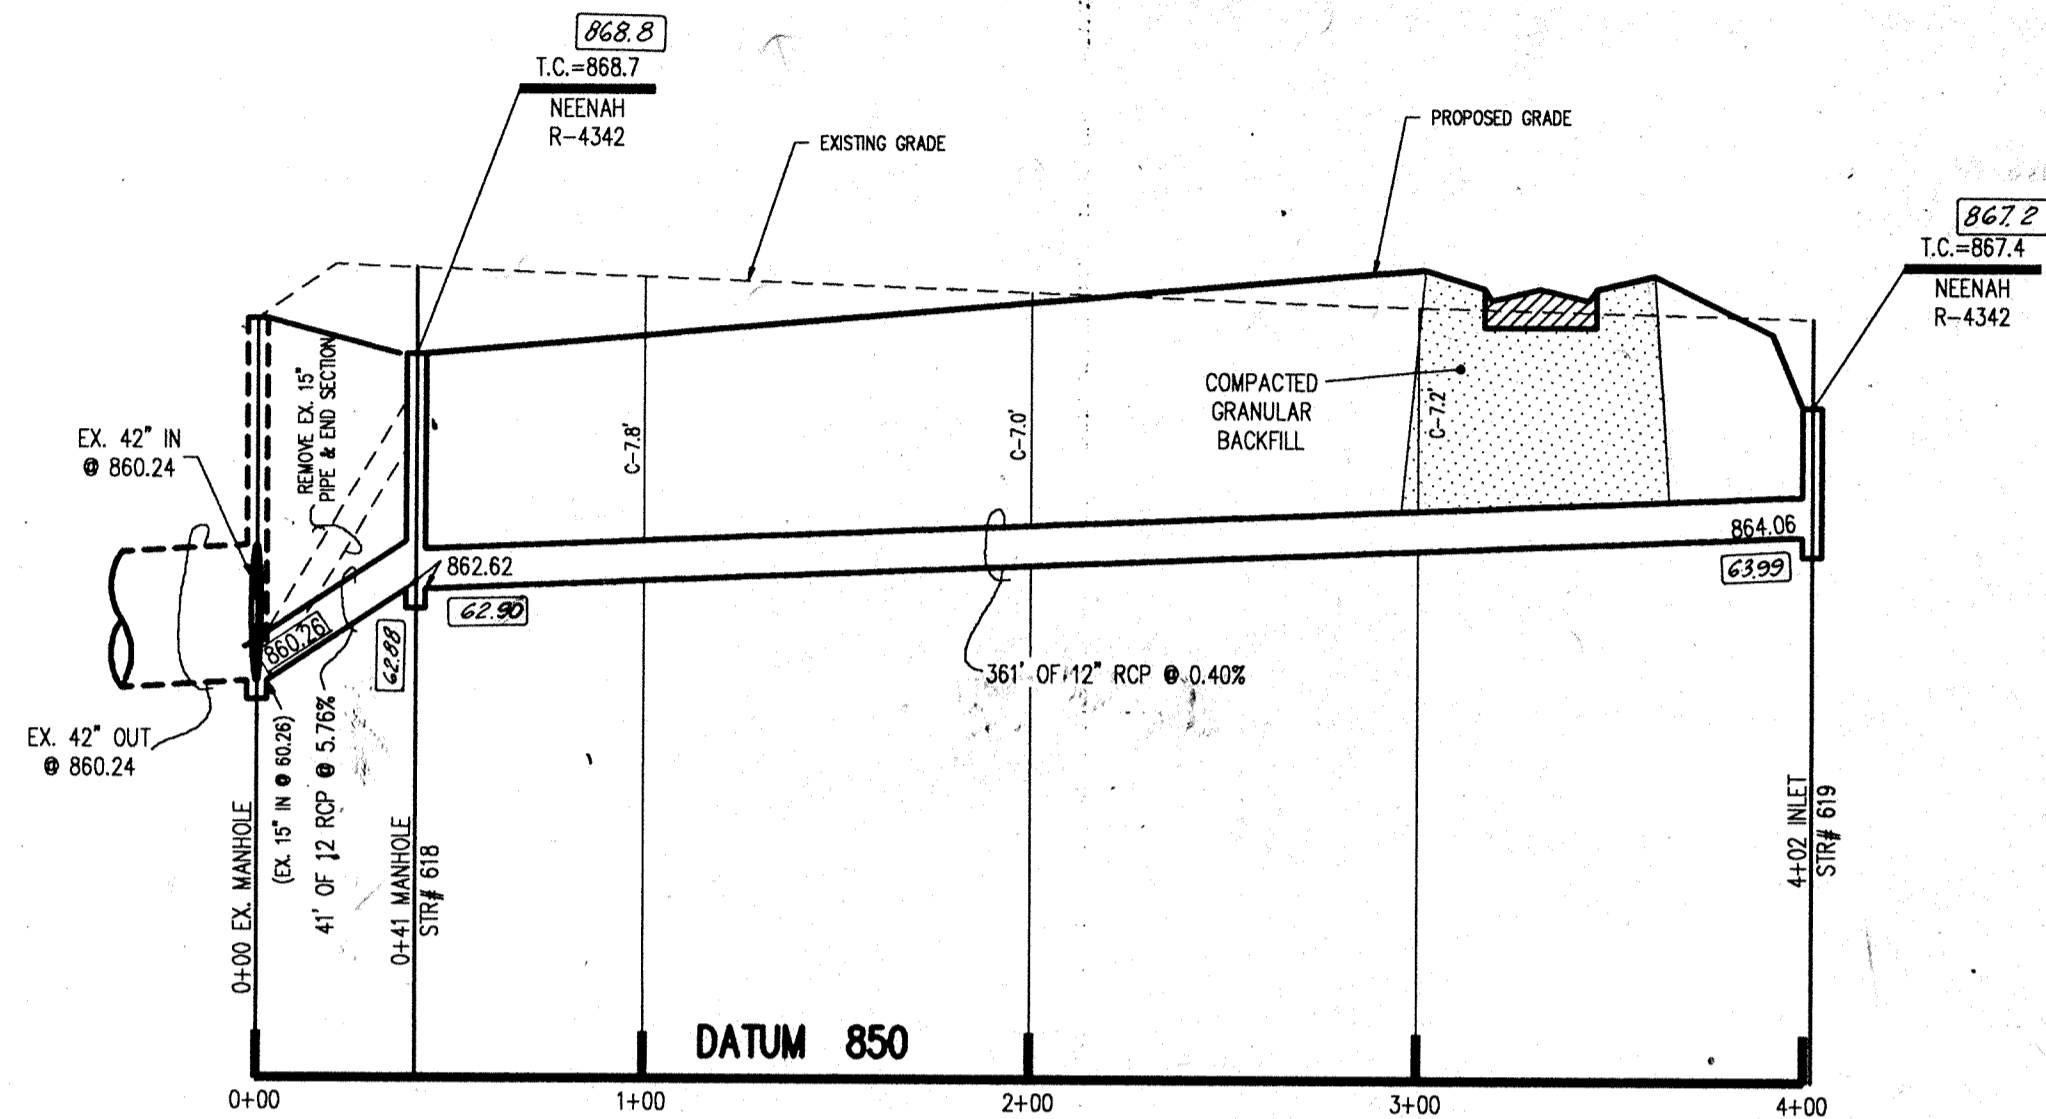 868.8
T.C.=868.7
NEENAH
R-4342
EXISTING GRADE
PROPOSED GRADE
867.2
T.C.=867.4
NEENAH
R-4342
EX. 42" IN
@ 860.24
REMOVE EX. 15"
PIPE & END SECTION
C-7.8'
C-7.0'
COMPACTED
GRANULAR
BACKFILL
C-7.2'
862.62
62.90
62.88
860.26
864.06
63.99
361' OF 12" RCP @ 0.40%
EX. 42" OUT
@ 860.24
(EX. 15" IN @ 60.26)
41' OF 12 RCP @ 5.76%
0+00 EX. MANHOLE
0+41 MANHOLE
STR# 618
4+02 INLET
STR# 619
DATUM 850
0+00
1+00
2+00
3+00
4+00